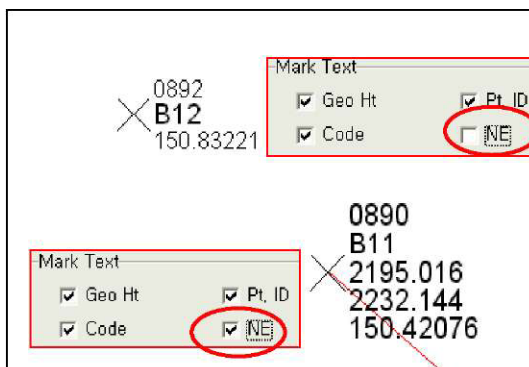 0892
B12
150.83221
Mark Text
Geo Ht Pt. ID
Code NE
0890
B11
2195.016
2232.144
150.42076
Mark Text
Geo Ht Pt. ID
Code NE